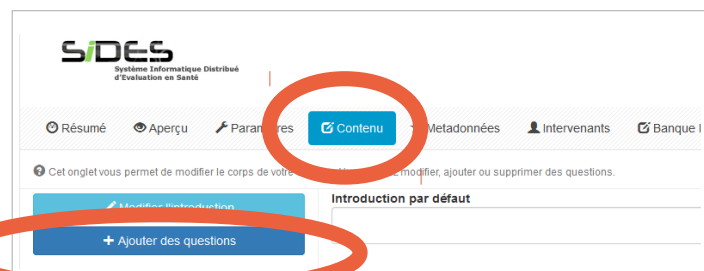 SiDES
Système Informatique Distribué
d'Evaluation en Santé
Résumé Aperçu Paramètres Contenu Metadonnées Intervenants Banque
Cet onglet vous permet de modifier le corps de votre modifier, ajouter ou supprimer des questions.
Modifier l'introduction
Introduction par défaut
+ Ajouter des questions